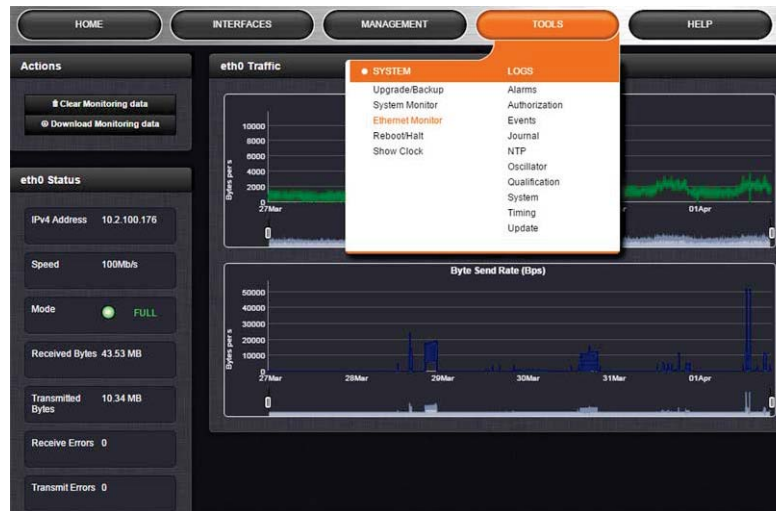 HOME
INTERFACES
MANAGEMENT
TOOLS
HELP
Actions
Clear Monitoring data
Download Monitoring data
eth0 Status
IPv4 Address 10.2.100.176
Speed 100Mb/s
Mode FULL
Received Bytes 43.53 MB
Transmitted 10.34 MB
Bytes
Receive Errors 0
Transmit Errors 0
eth0 Traffic
SYSTEM
Upgrade/Backup
System Monitor
Ethernet Monitor
Reboot/Halt
Show Clock
LOGS
Alarms
Authorization
Events
Journal
NTP
Oscillator
Qualification
System
Timing
Update
Bytes per s
10000
8000
6000
4000
2000
0
27Mar
01Apr
Byte Send Rate (Bps)
Bytes per s
50000
40000
30000
20000
10000
0
27Mar
28Mar
29Mar
30Mar
31Mar
01Apr